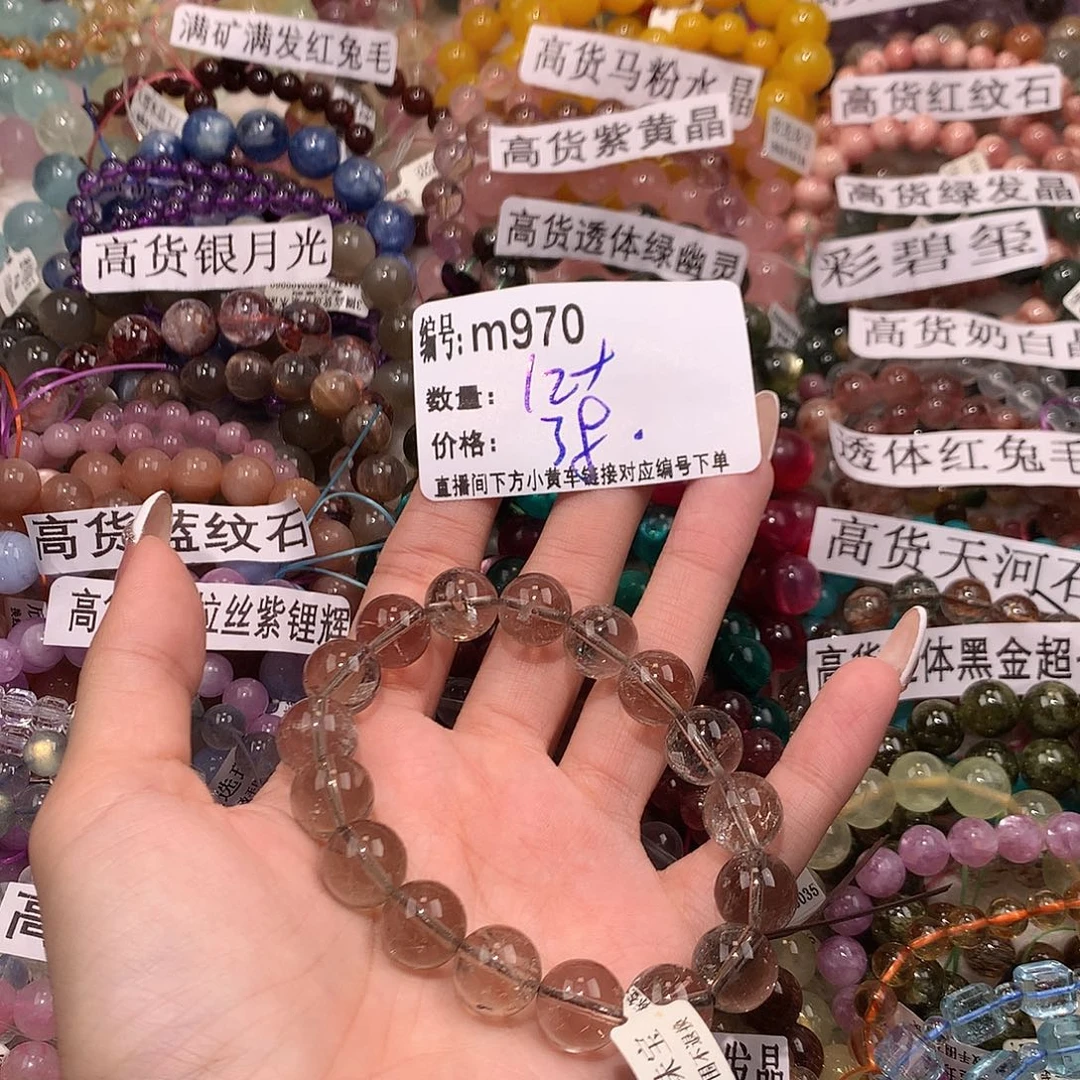 满矿满发红兔毛
高货马粉水晶
高货红纹石
高货紫黄晶
高货绿发晶
高货银月光
高货透体绿幽灵
彩碧玺
高货奶白晶
编号:m970
数量: 12+
价格: 38.
直播间下方小黄车链接对应编号下单
透体红兔毛
高货蓝纹石
高货天河石
拉丝紫锂辉
体黑金超
035
高
发晶